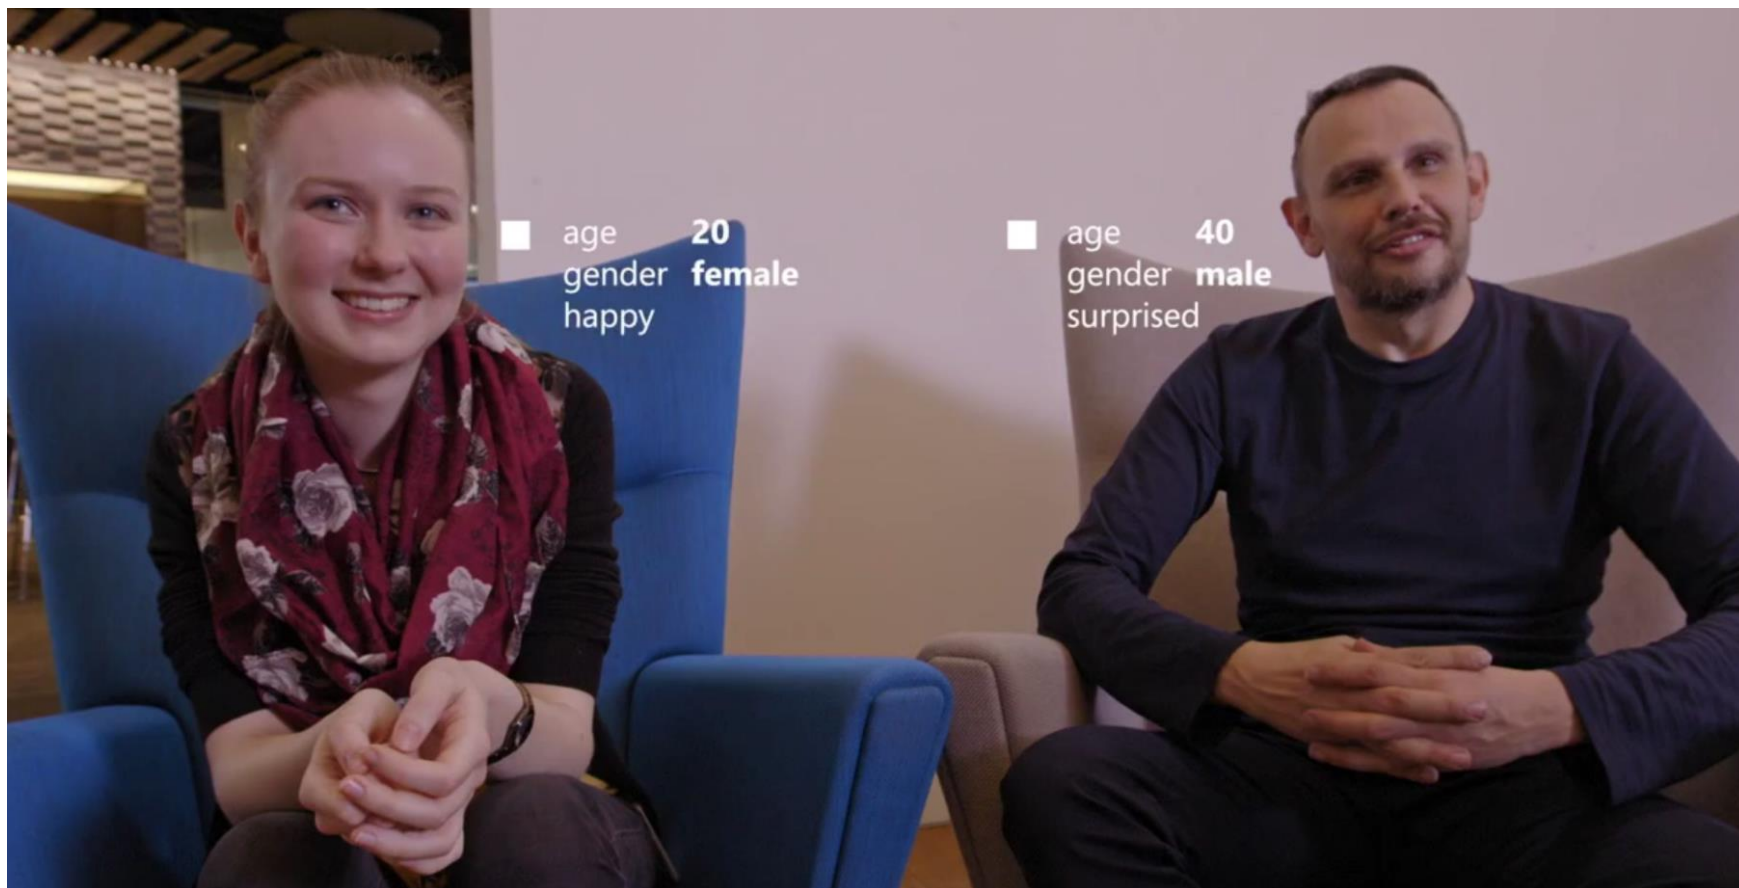 age 20
gender female
happy
age 40
gender male
surprised